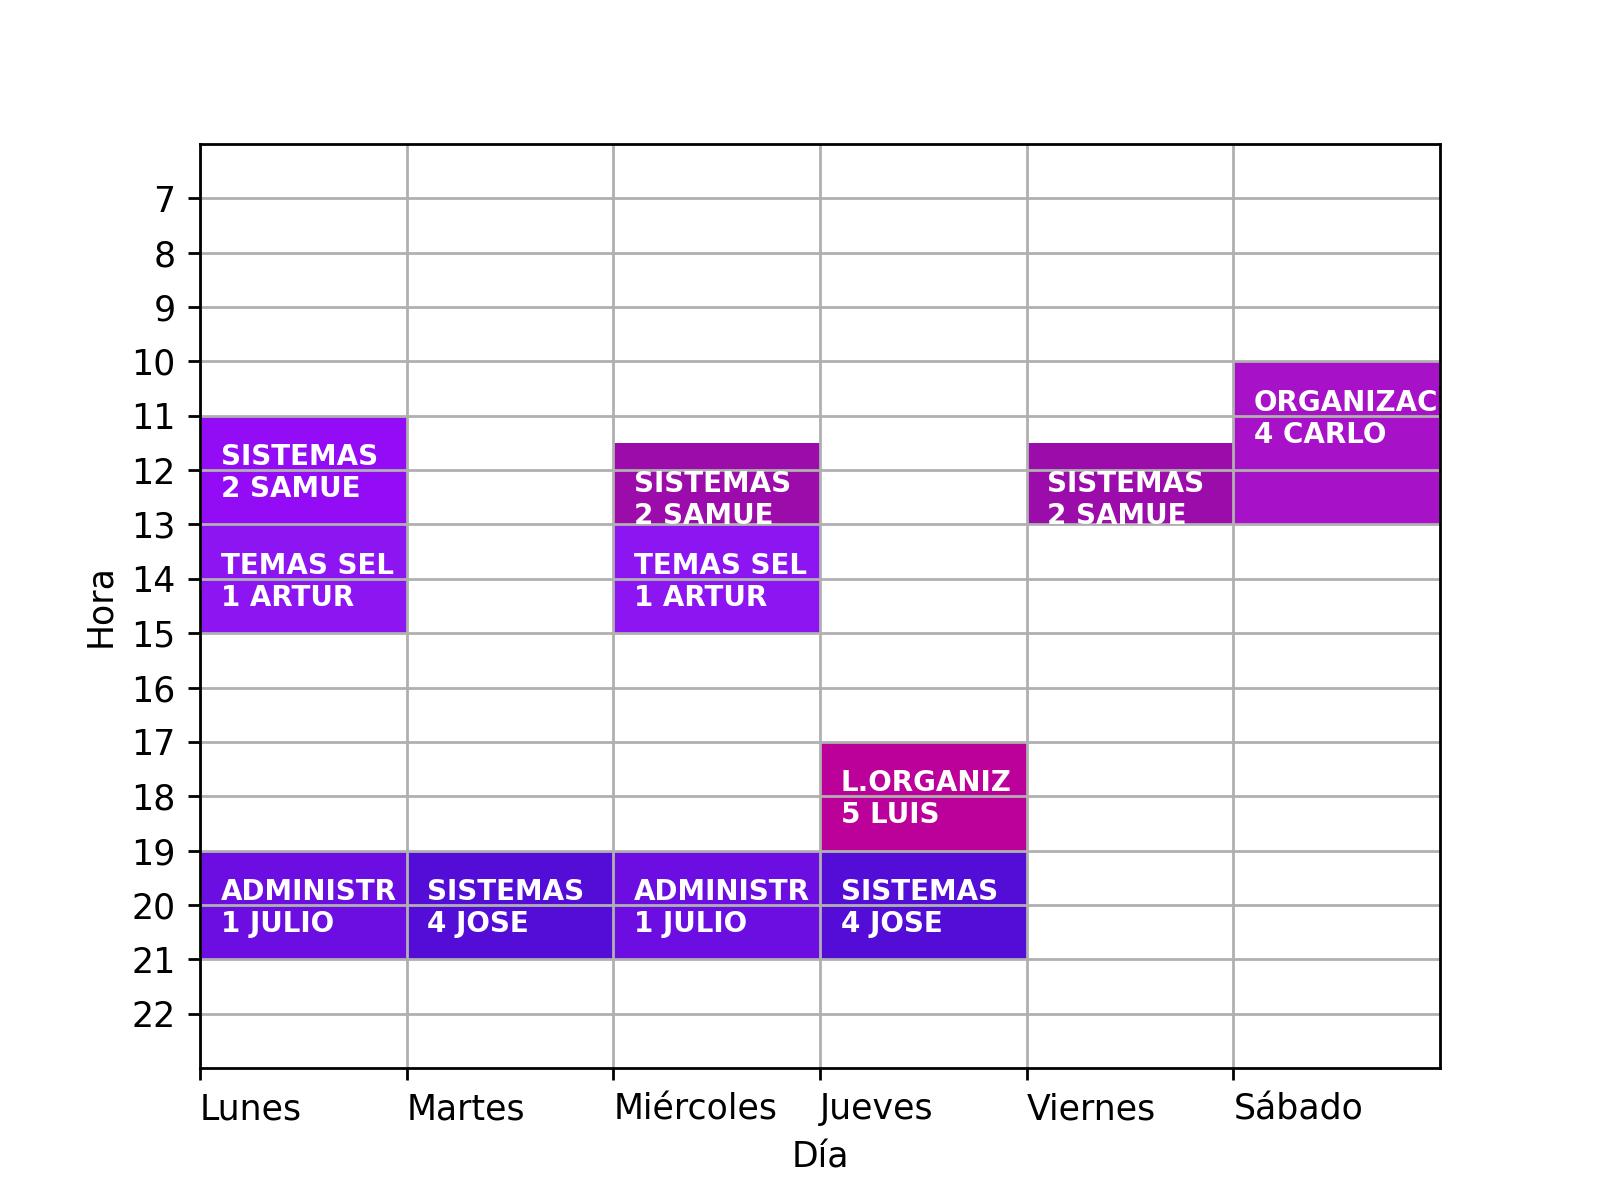 7
8
9
10
ORGANIZAC
4 CARLO
11
SISTEMAS
2 SAMUE
12
SISTEMAS
2 SAMUE
SISTEMAS
2 SAMUE
13
TEMAS SEL
1 ARTUR
TEMAS SEL
1 ARTUR
14
15
16
17
L.ORGANIZ
5 LUIS
18
19
ADMINISTR
1 JULIO
SISTEMAS
4 JOSE
ADMINISTR
1 JULIO
SISTEMAS
4 JOSE
20
21
22
Hora
Lunes Martes Miércoles Jueves Viernes Sábado
Día